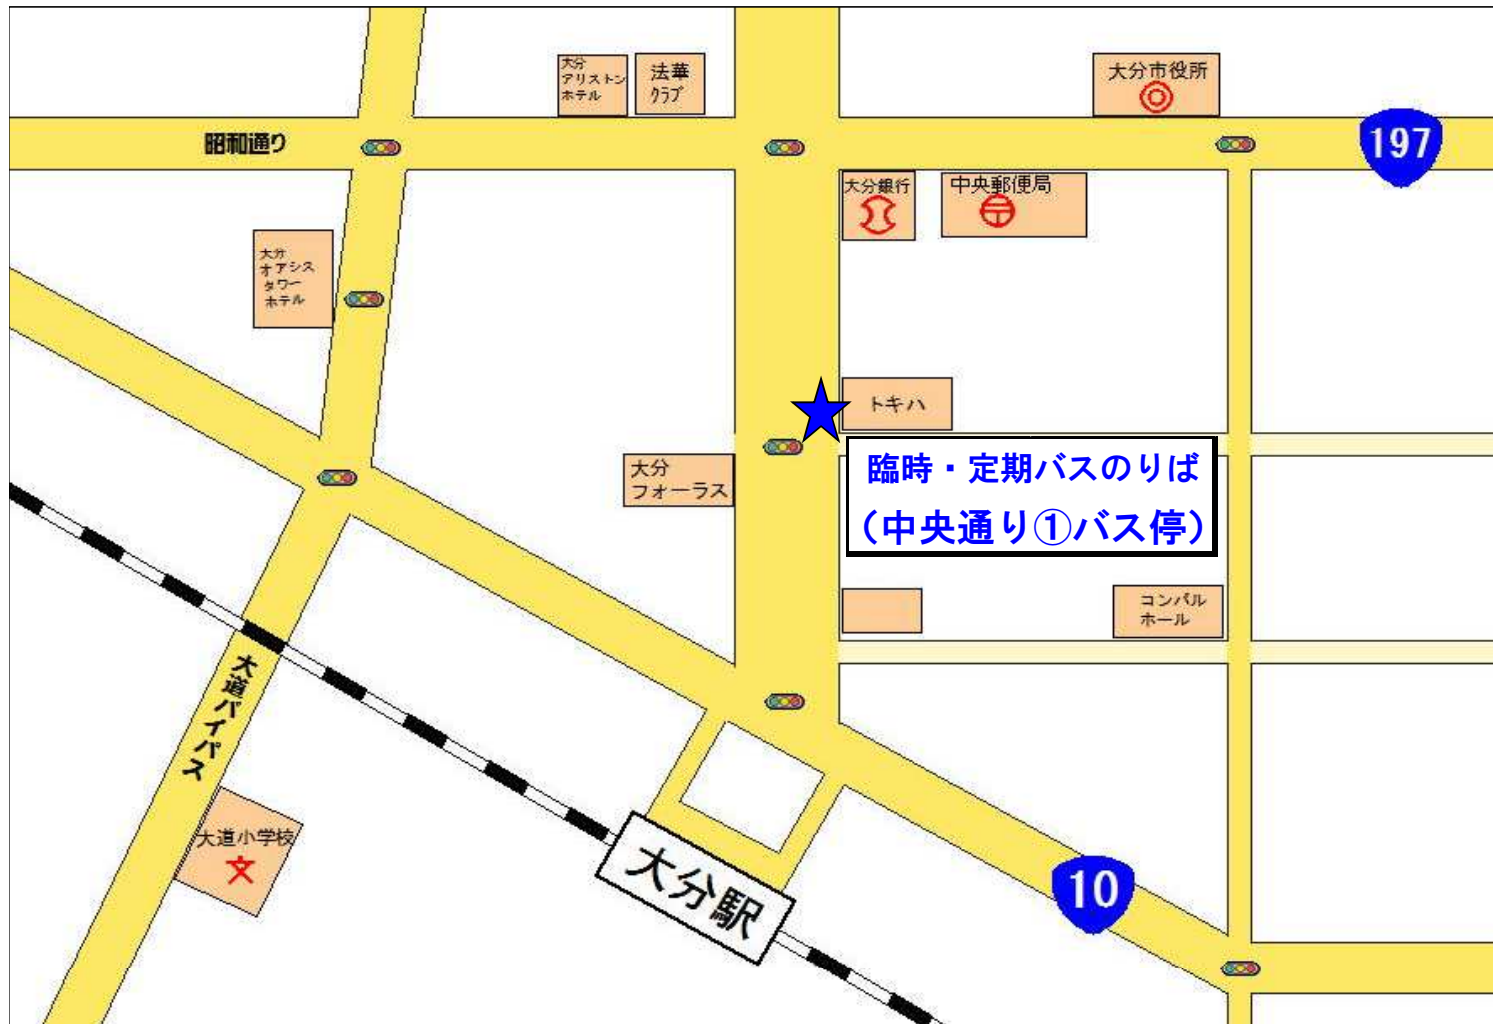 大分
アリストン
ホテル
法華
クラブ
大分市役所
昭和通り
197
大分銀行
中央郵便局
大分
オアシス
タワー
ホテル
トキハ
大分
フォーラス
臨時・定期バスのりば
（中央通り①バス停）
コンパル
ホール
大道バイパス
大道小学校
文
大分駅
10